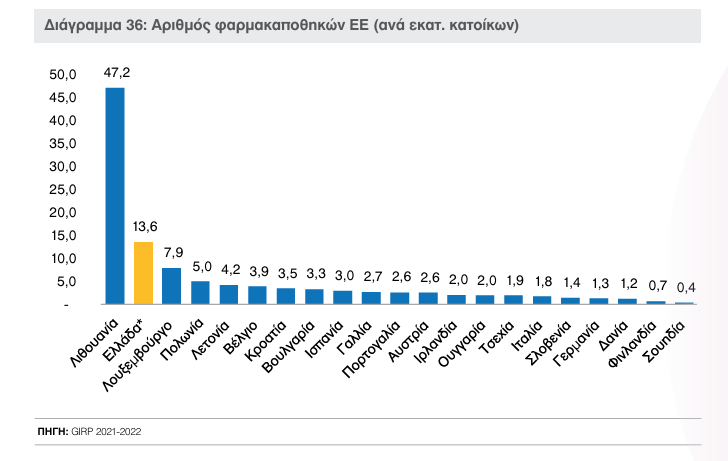 Διάγραμμα 36: Αριθμός φαρμακαποθηκών ΕΕ (ανά εκατ. κατοίκων)
50,0
45,0
40,0
35,0
30,0
25,0
20,0
15,0
10,0
5,0
-
47,2
13,6
7,9
5,0
4,2
3,9
3,5
3,3
3,0
2,7
2,6
2,6
2,0
2,0
1,9
1,8
1,4
1,3
1,2
0,7
0,4
Λιθουανία
Ελλάδα*
Λουξεμβούργο
Πολωνία
Λετονία
Βέλγιο
Κροατία
Βουλγαρία
Ισπανία
Γαλλία
Πορτογαλία
Αυστρία
Ιρλανδία
Ουγγαρία
Τσεχία
Ιταλία
Σλοβενία
Γερμανία
Δανία
Φινλανδία
Σουηδία
ΠΗΓΗ: GIRP 2021-2022